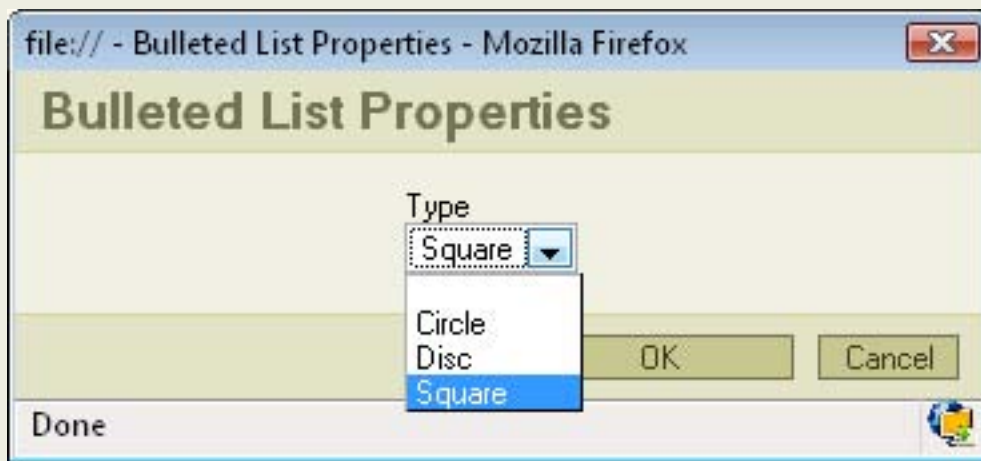 file:// - Bulleted List Properties - Mozilla Firefox
Bulleted List Properties
Type
Square
Circle
Disc
Square
OK
Cancel
Done